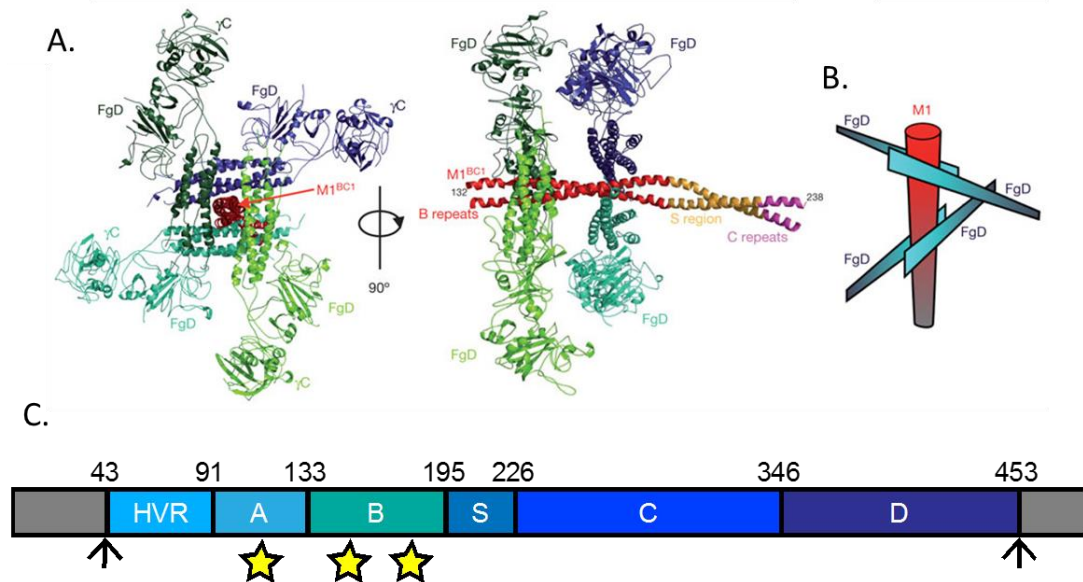 A.
γC
FgD
FgD
γC
M1BC1
γC
FgD
FgD
γC
90º
FgD
FgD
M1BC1
132
B repeats
S region
238
C repeats
FgD
FgD
B.
M1
FgD
FgD
FgD
FgD
C.
43 91 133 195 226 346 453
HVR A B S C D